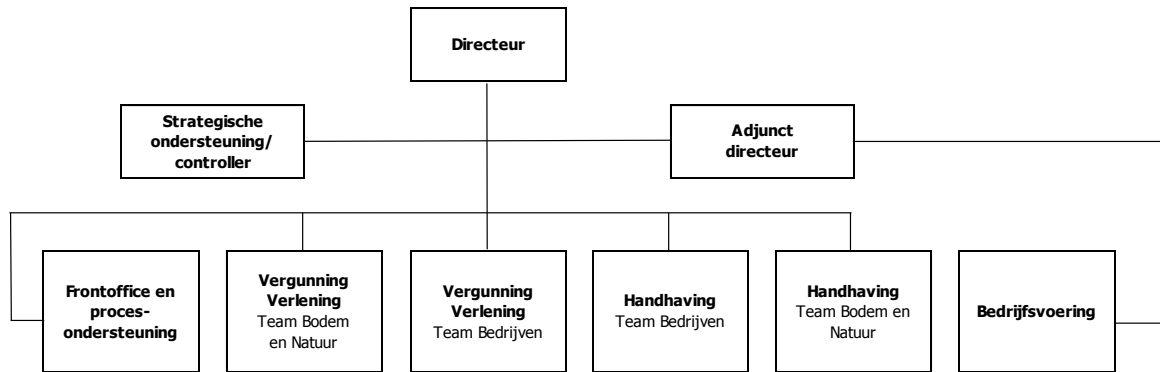 Directeur
Strategische
ondersteuning/
controller
Adjunct
directeur
Frontoffice en
proces-
ondersteuning
Vergunning
Verlening
Team Bodem
en Natuur
Vergunning
Verlening
Team Bedrijven
Handhaving
Team Bedrijven
Handhaving
Team Bodem en
Natuur
Bedrijfsvoering